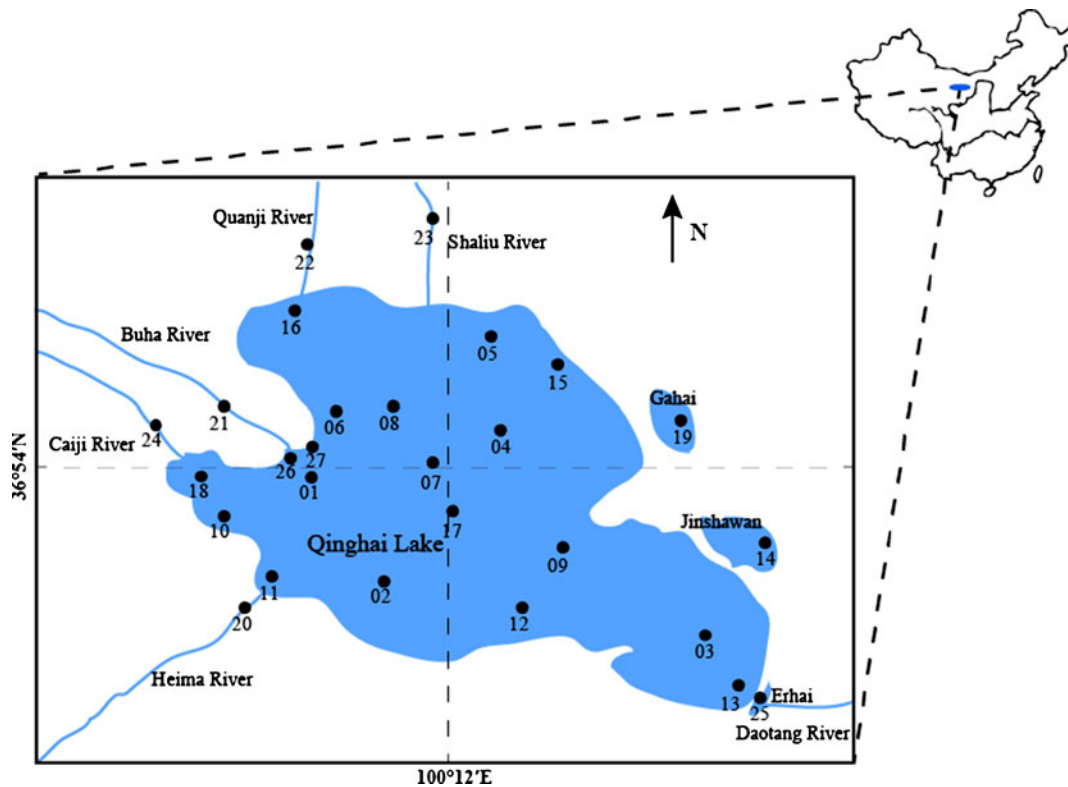 Quanji River
23
Shaliu River
N
22
16
Buha River
05
15
Gahai
21
06
08
04
19
24
Caiji River
27
26
07
36°54′N
18
01
10
17
Jinshawan
Qinghai Lake
09
14
11
02
20
12
03
Heima River
13
25
Erhai
Daotang River
100°12′E